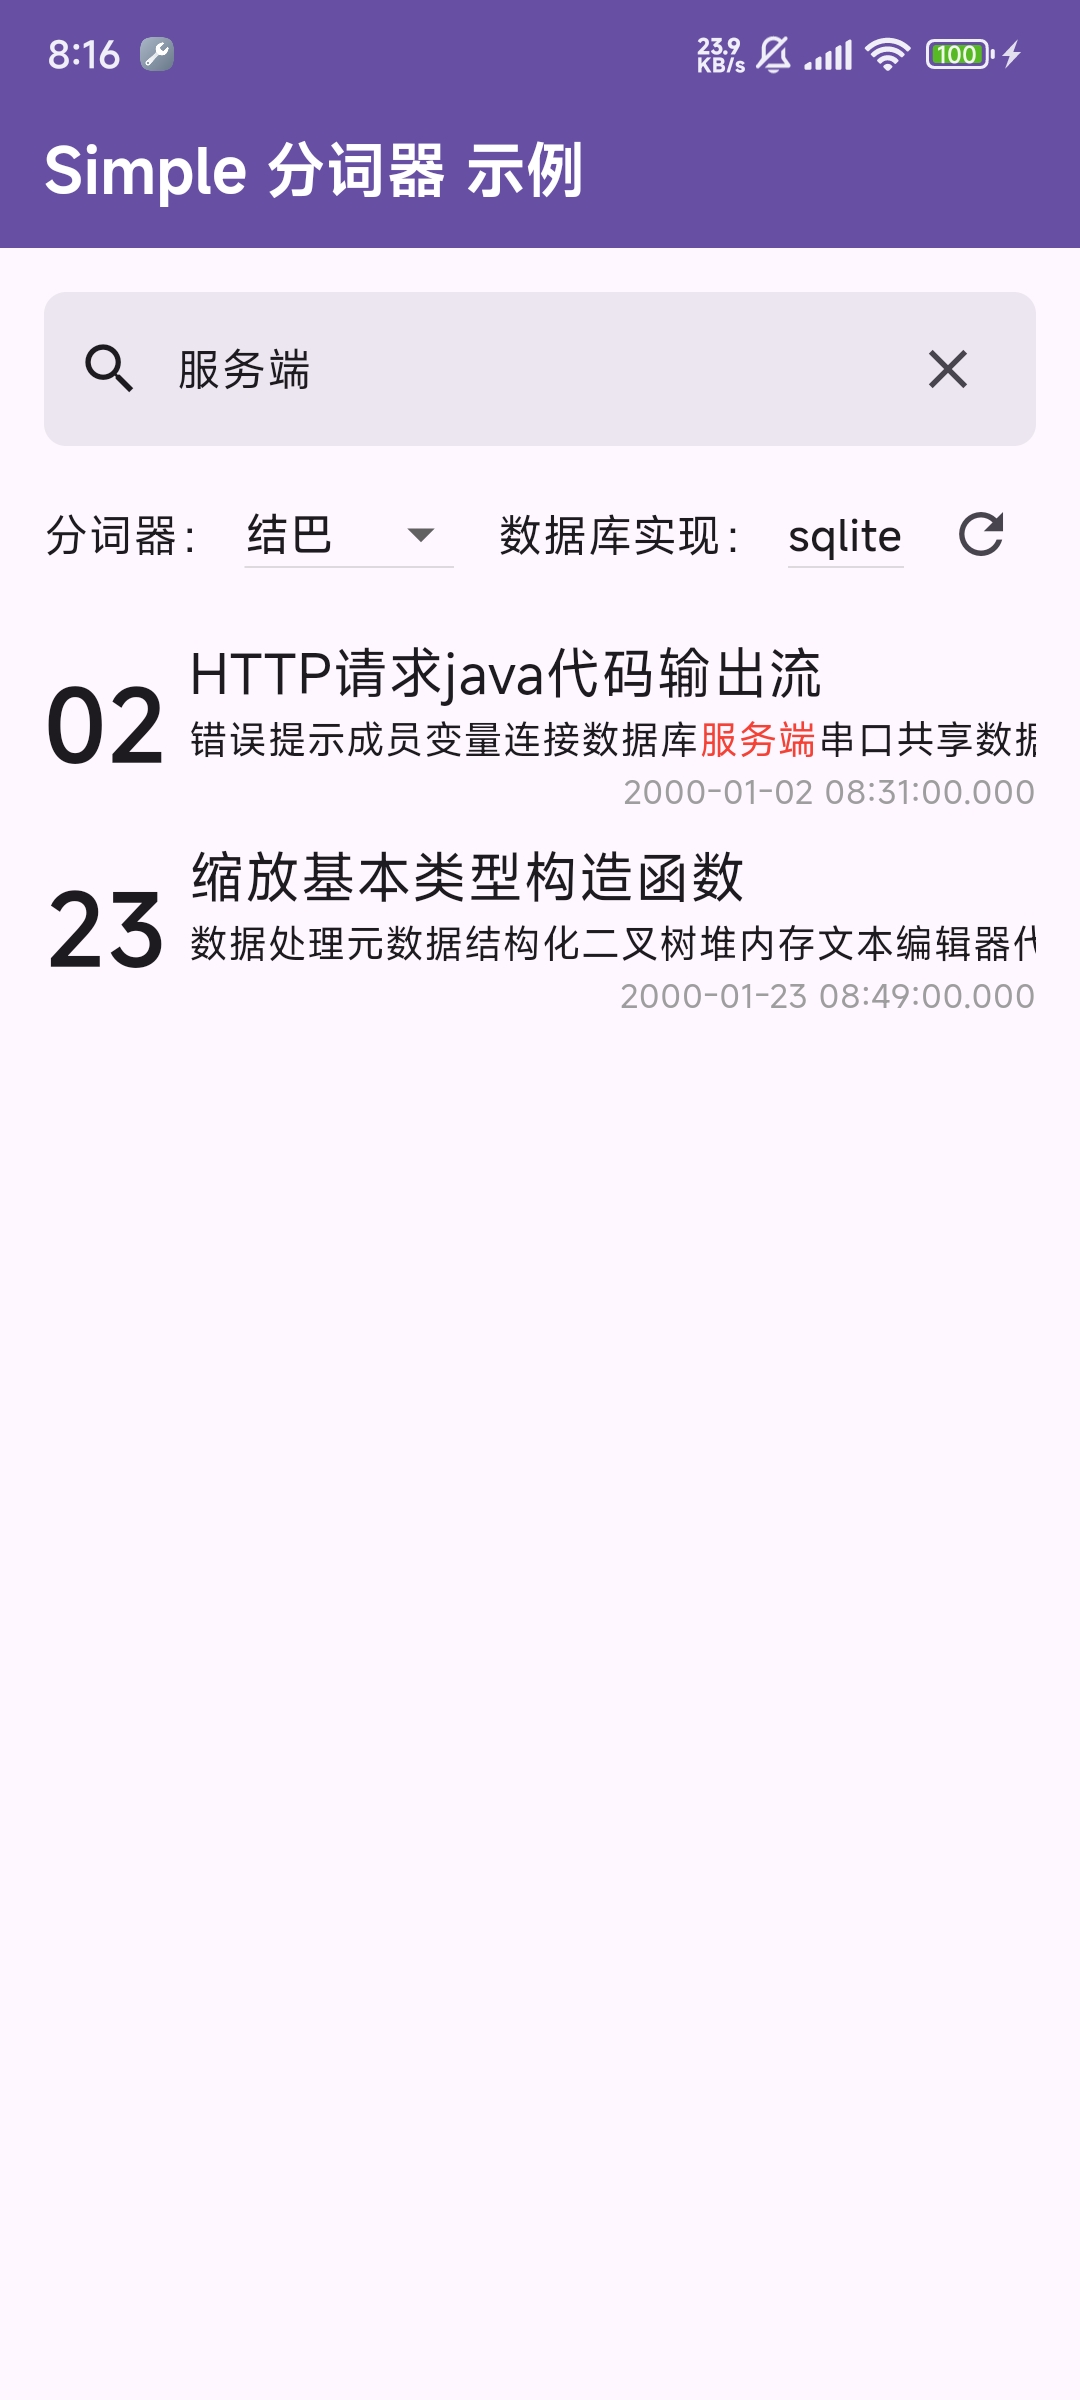 8:16 23.9 KB/s 100
Simple 分词器 示例
服务端
分词器： 结巴 数据库实现： sqlite
02
HTTP请求java代码输出流
错误提示成员变量连接数据库服务端串口共享数据
2000-01-02 08:31:00.000
23
缩放基本类型构造函数
数据处理元数据结构化二叉树堆内存文本编辑器
2000-01-23 08:49:00.000